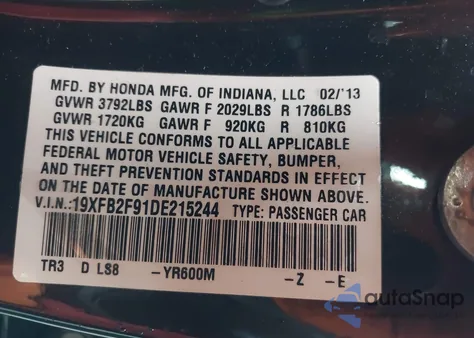 MFD. BY HONDA MFG. OF INDIANA, LLC 02/'13
GVWR 3792LBS GAWR F 2029LBS R 1786LBS
GVWR 1720KG GAWR F 920KG R 810KG
THIS VEHICLE CONFORMS TO ALL APPLICABLE
FEDERAL MOTOR VEHICLE SAFETY, BUMPER,
AND THEFT PREVENTION STANDARDS IN EFFECT
ON THE DATE OF MANUFACTURE SHOWN ABOVE.
V.I.N.:19XFB2F91DE215244 TYPE: PASSENGER CAR
TR3 D LS8 -YR600M -Z -E
autoSnap